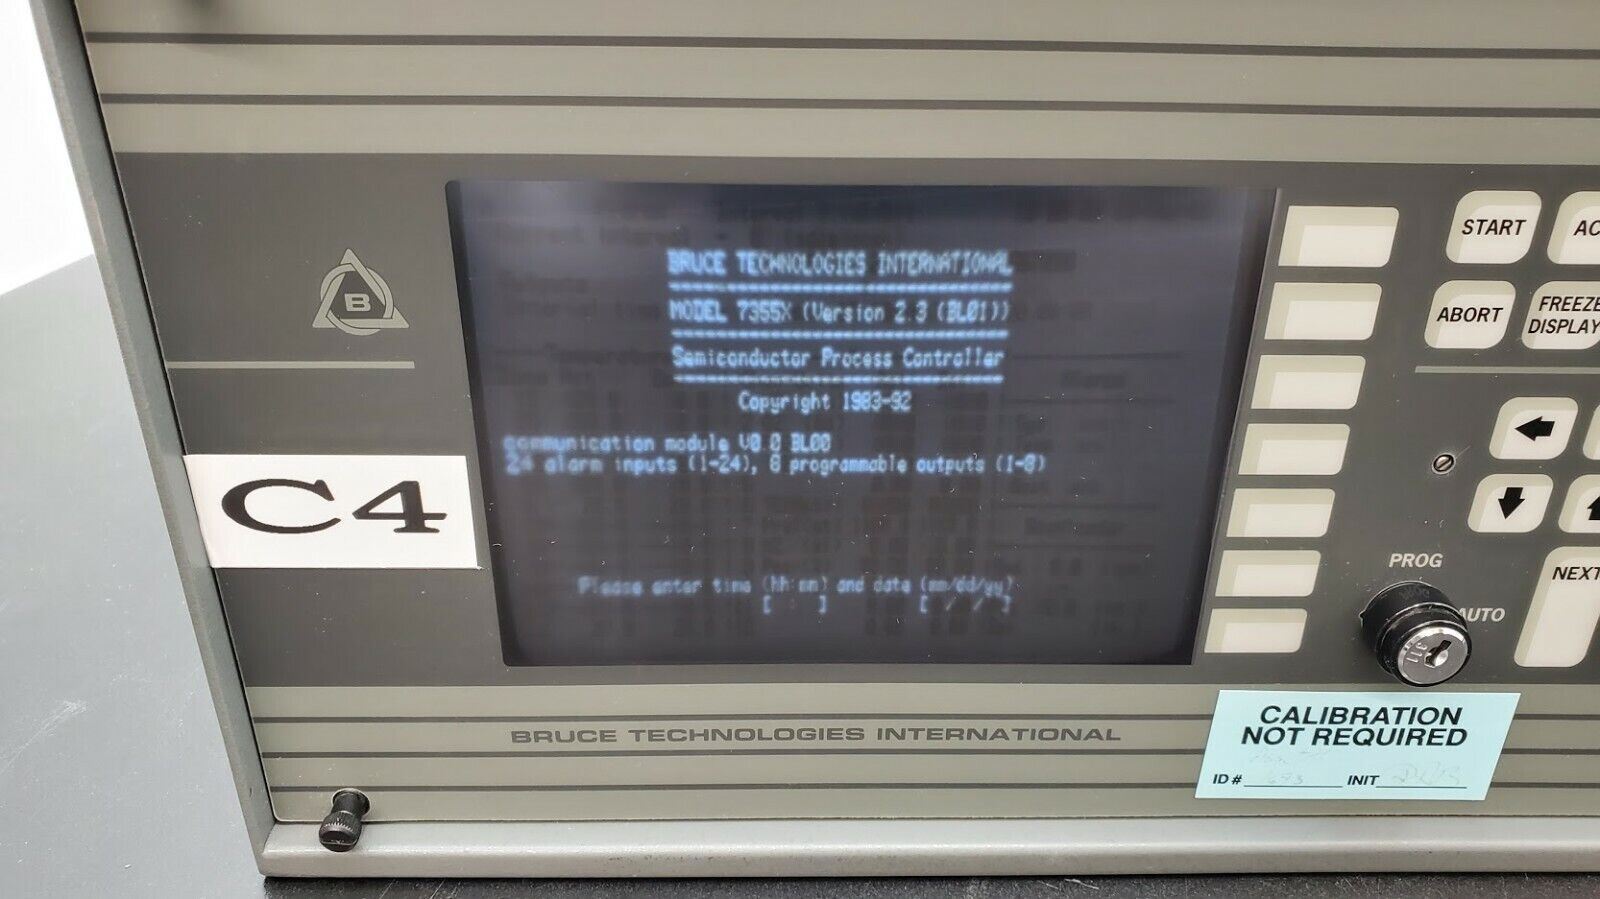 BRUCE TECHNOLOGIES INTERNATIONAL
MODEL 7355X (Version 2.3 (BL01))
Semiconductor Process Controller
Copyright 1983-92
communication module V0.0 BL00
24 alarm inputs (1-24), 8 programmable outputs (1-8)
Please enter time (hh:mm) and date (mm/dd/yy)
[ : ] [ / / ]
B
C4
START
AC
ABORT
FREEZE
DISPLAY
PROG
AUTO
NEXT
311
BRUCE TECHNOLOGIES INTERNATIONAL
CALIBRATION
NOT REQUIRED
ID # INIT